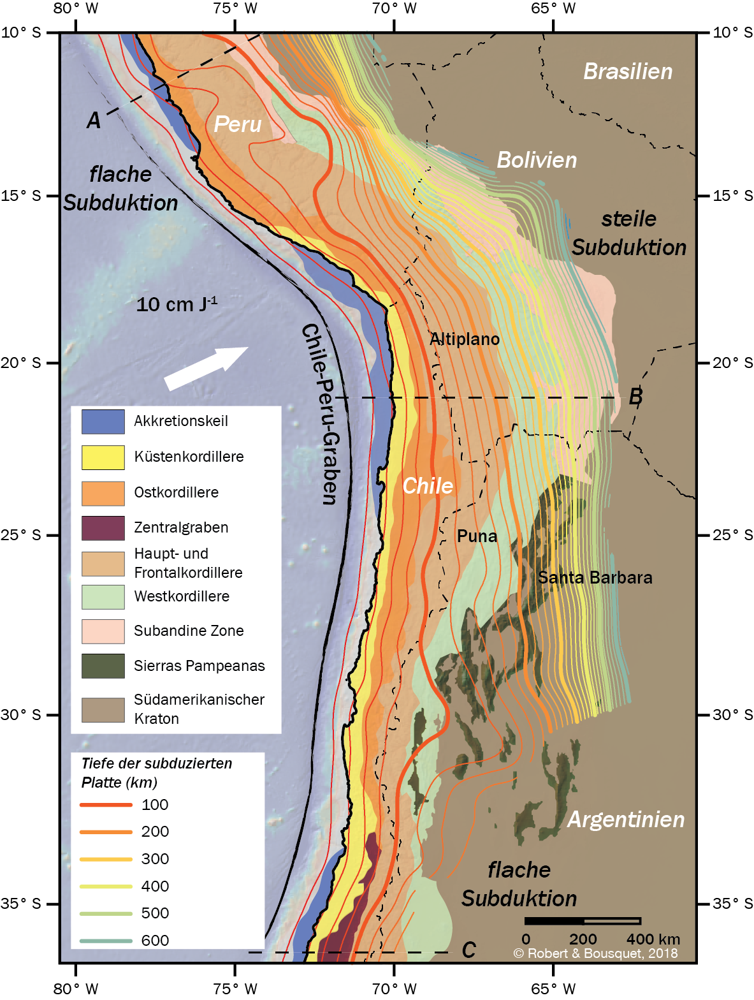 80° W
75° W
70° W
65° W
10° S
10° S
Brasilien
A
Peru
Bolivien
flache
Subduktion
15° S
15° S
steile
Subduktion
10 cm J-1
Chile-Peru-Graben
Altiplano
20° S
20° S
B
Akkretionskeil
Küstenkordillere
Ostkordillere
Zentralgraben
Haupt- und
Frontalkordillere
Westkordillere
Subandine Zone
Sierras Pampeanas
Südamerikanischer
Kraton
Chile
Puna
25° S
25° S
Santa Barbara
30° S
30° S
Tiefe der subduzierten
Platte (km)
100
200
300
400
500
600
Argentinien
flache
Subduktion
35° S
35° S
0
200
400 km
C
© Robert & Bousquet, 2018
80° W
75° W
70° W
65° W